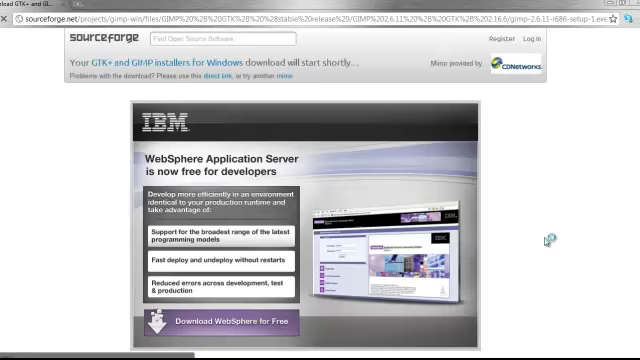 nload GTK+ and GI...
sourceforge.net/projects/gimp-win/files/GIMP%20%2B%20GTK%2B%20%28stable%20release%29/GIMP%202.6.11%20%2B%20GTK%2B%202.16.6/gimp-2.6.11-i686-setup-1.exe
sourceforge
Find Open Source Software
Register
Log In
Your GTK+ and GIMP installers for Windows download will start shortly...
Mirror provided by
CDNetworks
Problems with the download? Please use this direct link, or try another mirror
IBM
WebSphere Application Server
is now free for developers
Develop more efficiently in an environment
identical to your production runtime and
take advantage of:
Support for the broadest range of the latest
programming models
Fast deploy and undeploy without restarts
Reduced errors across development, test
& production
Download WebSphere for Free
IBM